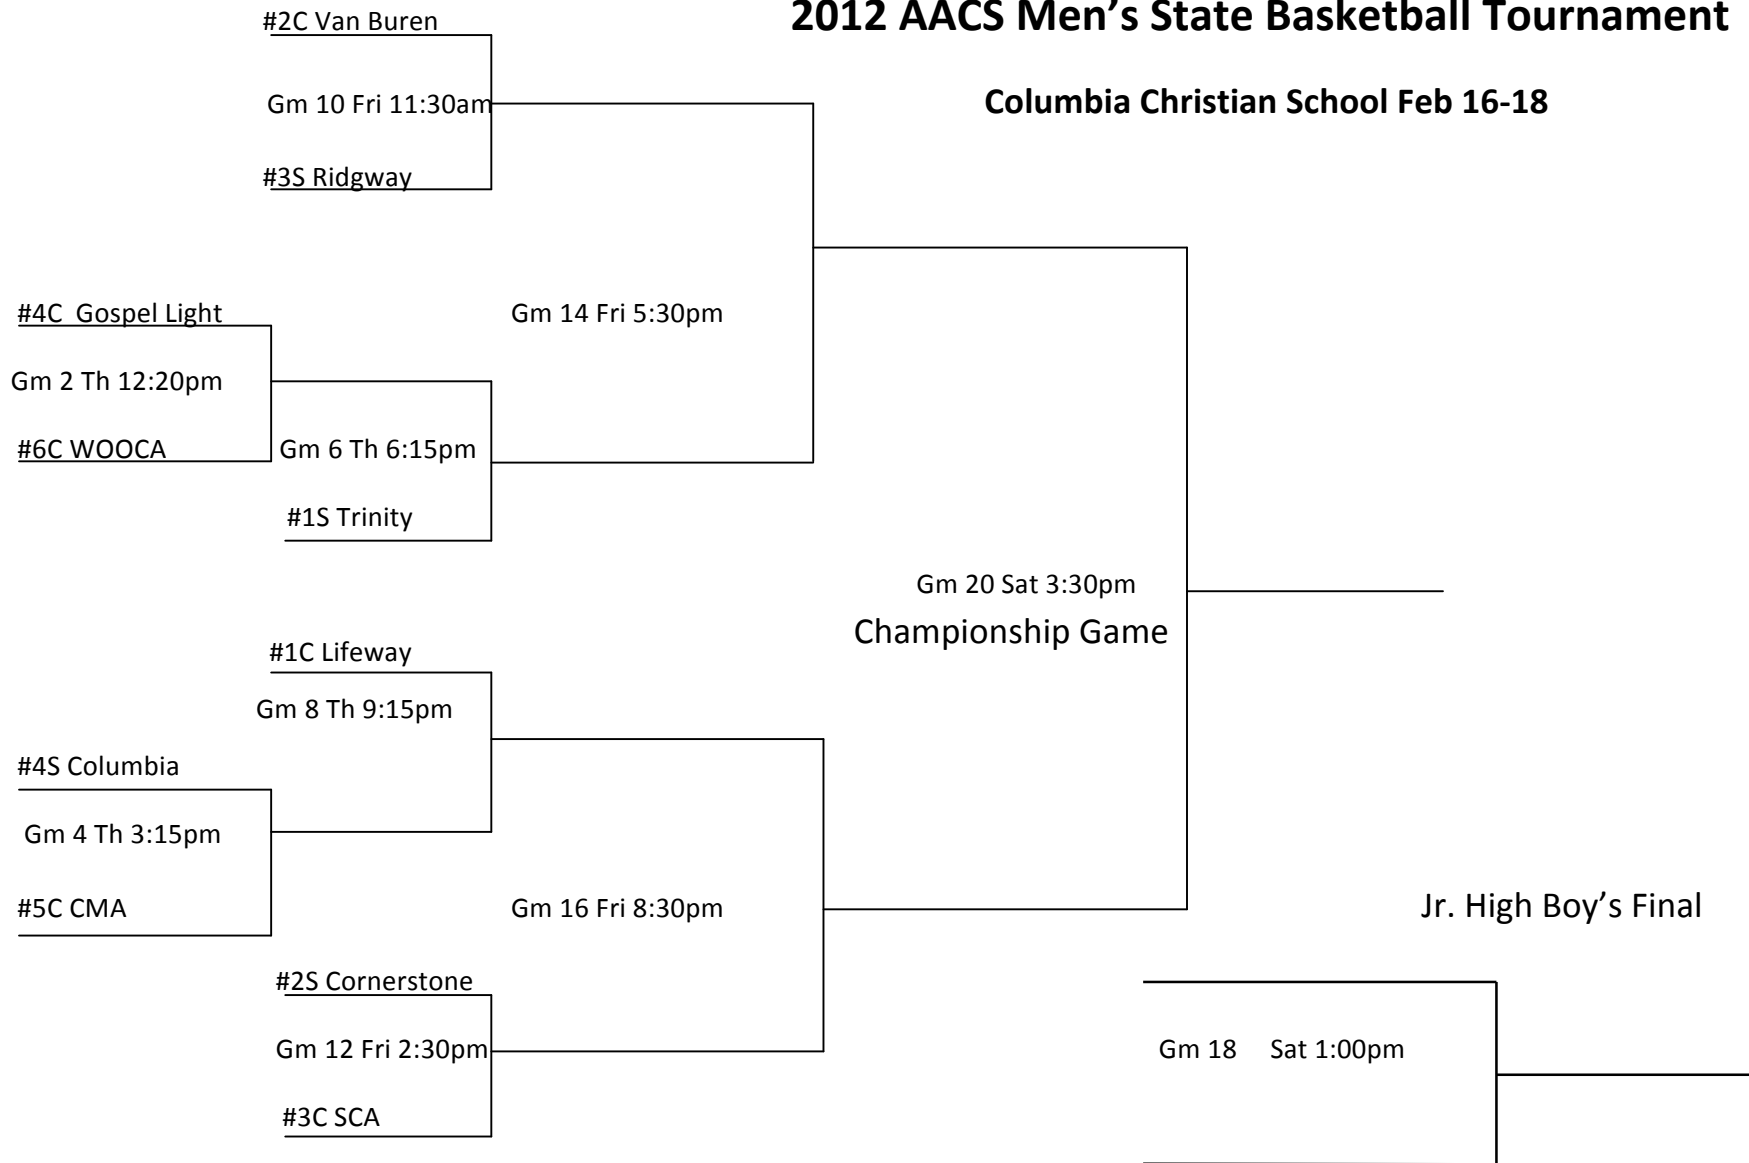 2012 AACS Men's State Basketball Tournament
Columbia Christian School Feb 16-18
#2C Van Buren
Gm 10 Fri 11:30am
#3S Ridgway
#4C  Gospel Light
Gm 14 Fri 5:30pm
Gm 2 Th 12:20pm
#6C WOOCA
Gm 6 Th 6:15pm
#1S Trinity
Gm 20 Sat 3:30pm
Championship Game
#1C Lifeway
Gm 8 Th 9:15pm
#4S Columbia
Gm 4 Th 3:15pm
#5C CMA
Gm 16 Fri 8:30pm
Jr. High Boy's Final
#2S Cornerstone
Gm 12 Fri 2:30pm
Gm 18    Sat 1:00pm
#3C SCA